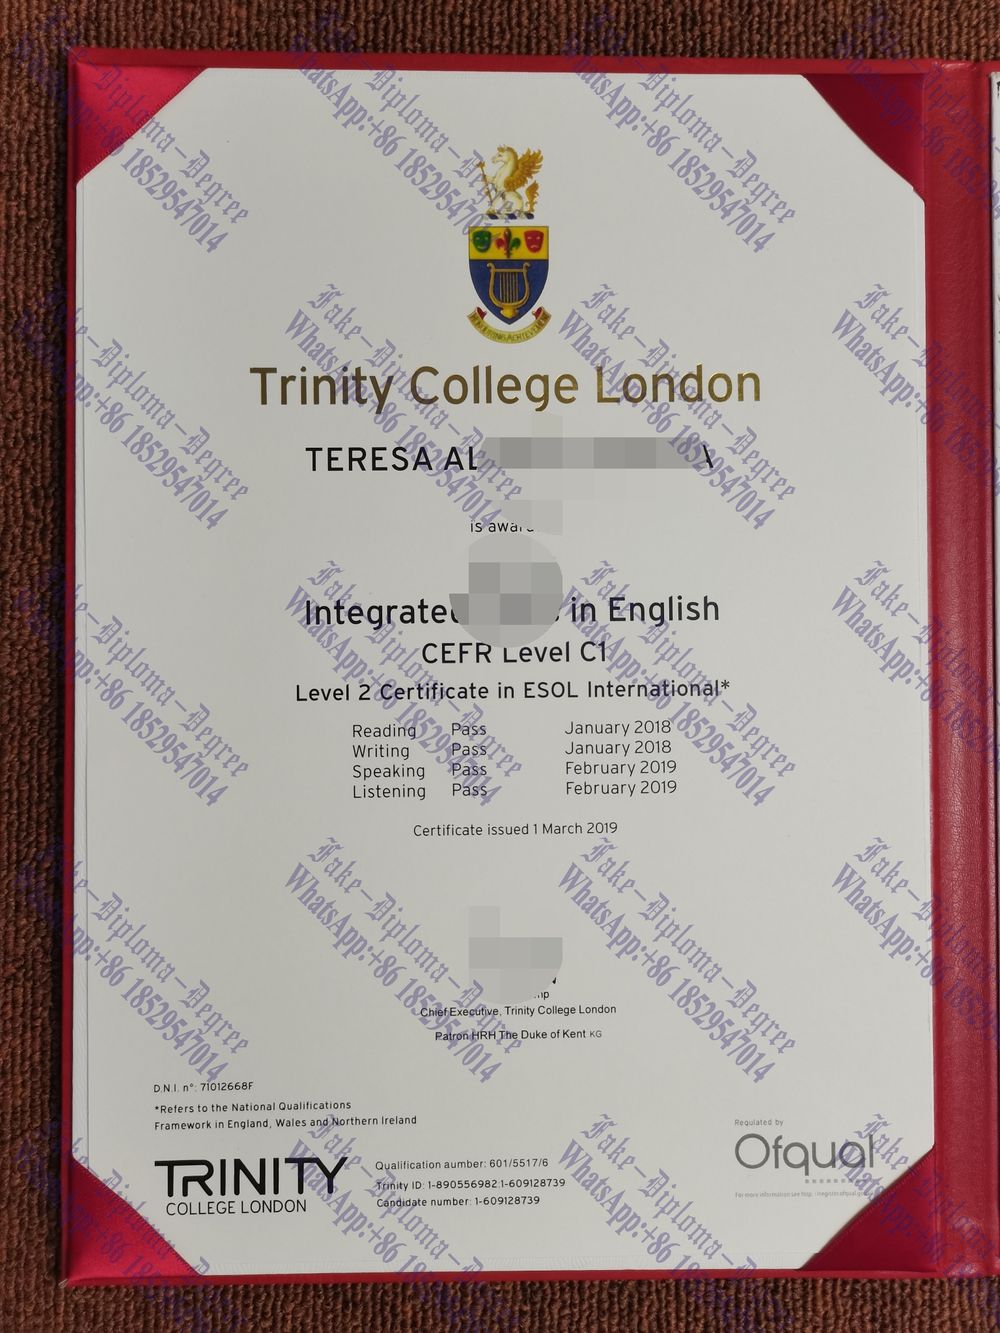 Trinity College London
TERESA AL
is awar
Integrated in English
CEFR Level C1
Level 2 Certificate in ESOL International*
Reading Pass January 2018
Writing Pass January 2018
Speaking Pass February 2019
Listening Pass February 2019
Certificate issued 1 March 2019
Chief Executive, Trinity College London
Patron HRH The Duke of Kent KG
D.N.I. nº: 71012668F
*Refers to the National Qualifications
Framework in England, Wales and Northern Ireland
TRINITY
COLLEGE LONDON
Qualification aumber: 601/5517/6
Trinity ID: 1-890556982:1-609128739
Candidate number: 1-609128739
Regulated by
Ofqual
Fake-Diploma-Degree
WhatsApp:+86 18529547014